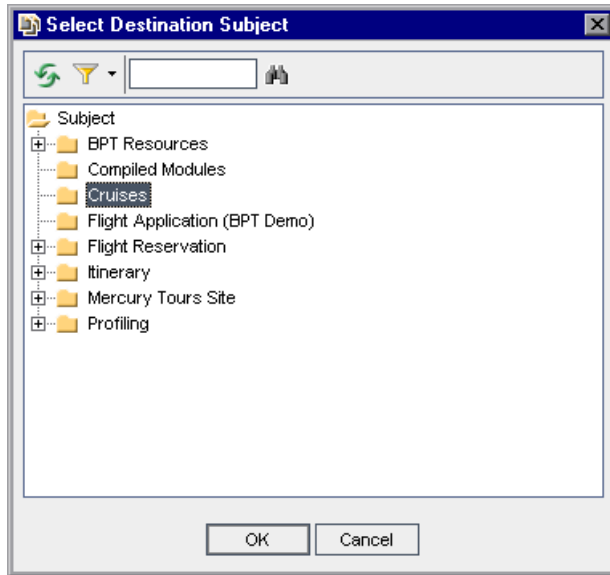 Select Destination Subject
Subject
BPT Resources
Compiled Modules
Cruises
Flight Application (BPT Demo)
Flight Reservation
Itinerary
Mercury Tours Site
Profiling
OK Cancel